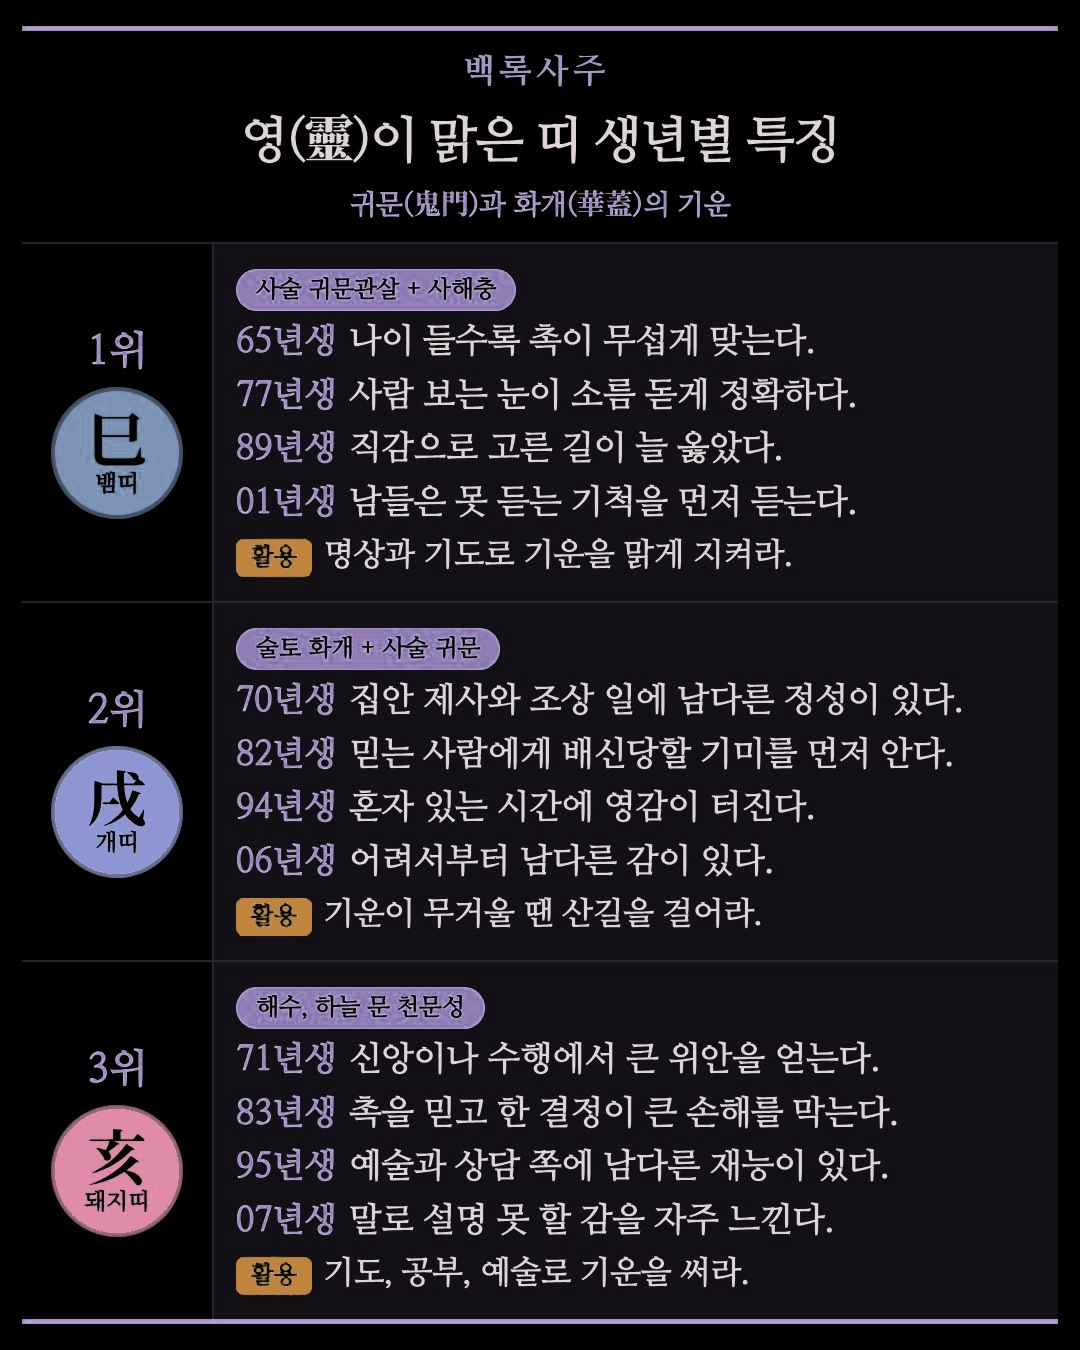 백록사주
영(靈)이 맑은 띠 생년별 특징
귀문(鬼門)과 화개(華蓋)의 기운
1위
巳
뱀띠
사술 귀문관살 + 사해충
65년생 나이 들수록 촉이 무섭게 맞는다.
77년생 사람 보는 눈이 소름 돋게 정확하다.
89년생 직감으로 고른 길이 늘 옳았다.
01년생 남들은 못 듣는 기척을 먼저 듣는다.
활용 명상과 기도로 기운을 맑게 지켜라.
2위
戌
개띠
술토 화개 + 사술 귀문
70년생 집안 제사와 조상 일에 남다른 정성이 있다.
82년생 믿는 사람에게 배신당할 기미를 먼저 안다.
94년생 혼자 있는 시간에 영감이 터진다.
06년생 어려서부터 남다른 감이 있다.
활용 기운이 무거울 땐 산길을 걸어라.
3위
亥
돼지띠
해수, 하늘 문 천문성
71년생 신앙이나 수행에서 큰 위안을 얻는다.
83년생 촉을 믿고 한 결정이 큰 손해를 막는다.
95년생 예술과 상담 쪽에 남다른 재능이 있다.
07년생 말로 설명 못 할 감을 자주 느낀다.
활용 기도, 공부, 예술로 기운을 써라.